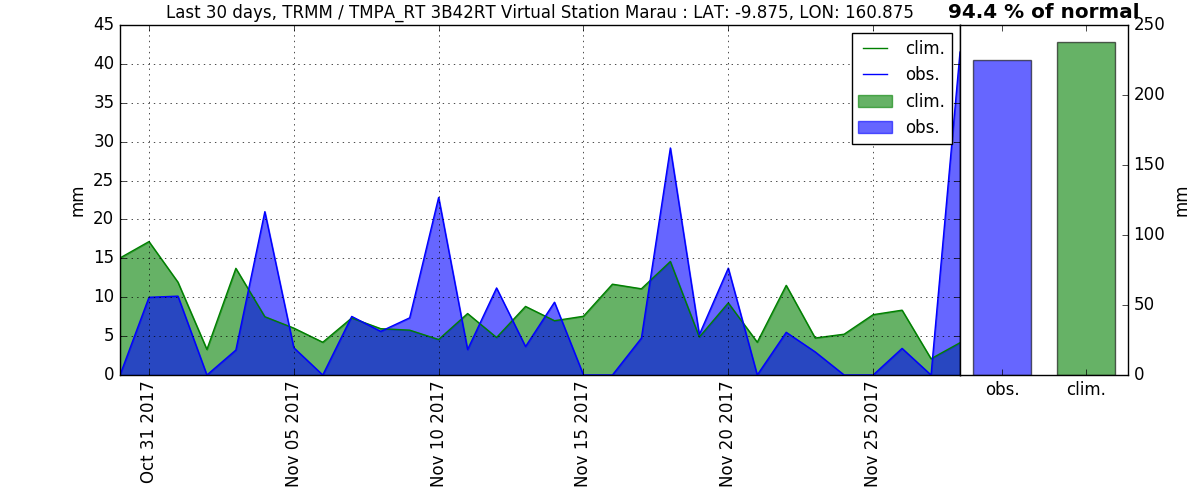 Last 30 days, TRMM / TMPA_RT 3B42RT Virtual Station Marau : LAT: -9.875, LON: 160.875
94.4 % of normal
45
40
35
30
25
20
15
10
5
0
mm
clim.
obs.
clim.
obs.
250
200
150
100
50
0
mm
obs.
clim.
Oct 31 2017
Nov 05 2017
Nov 10 2017
Nov 15 2017
Nov 20 2017
Nov 25 2017